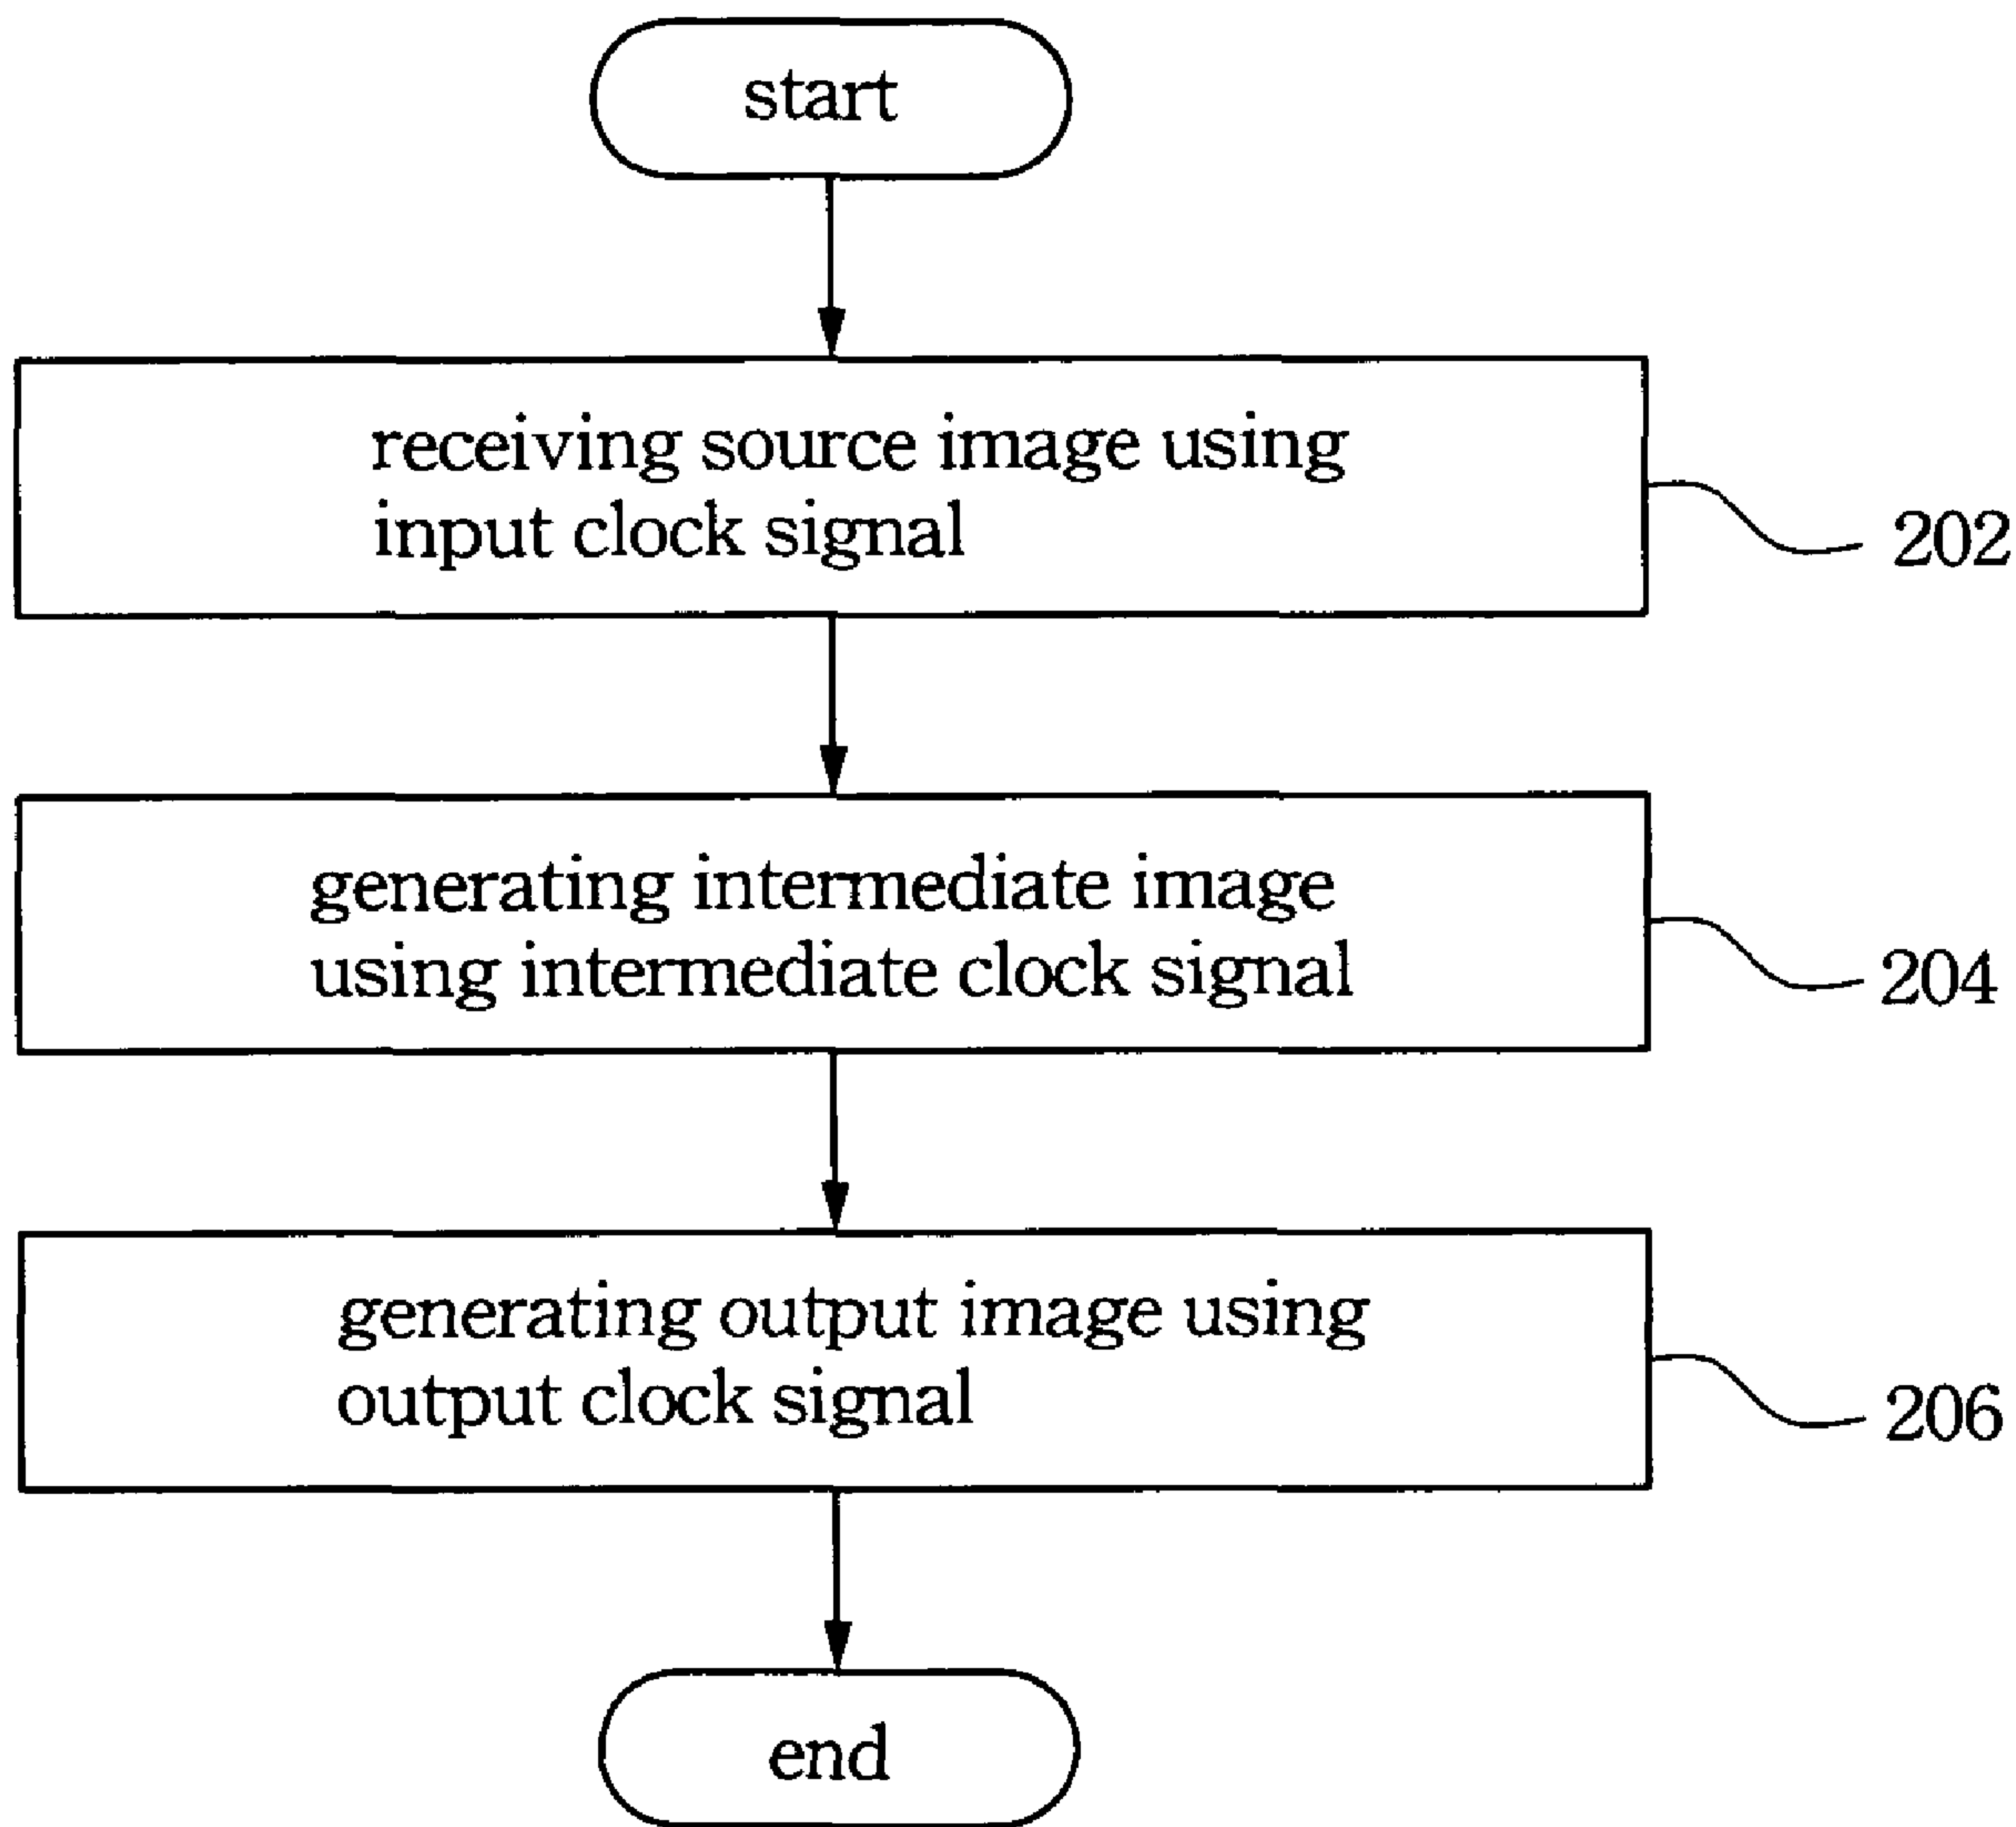 start
receiving source image using
input clock signal
202
generating intermediate image
using intermediate clock signal
204
generating output image using
output clock signal
206
end